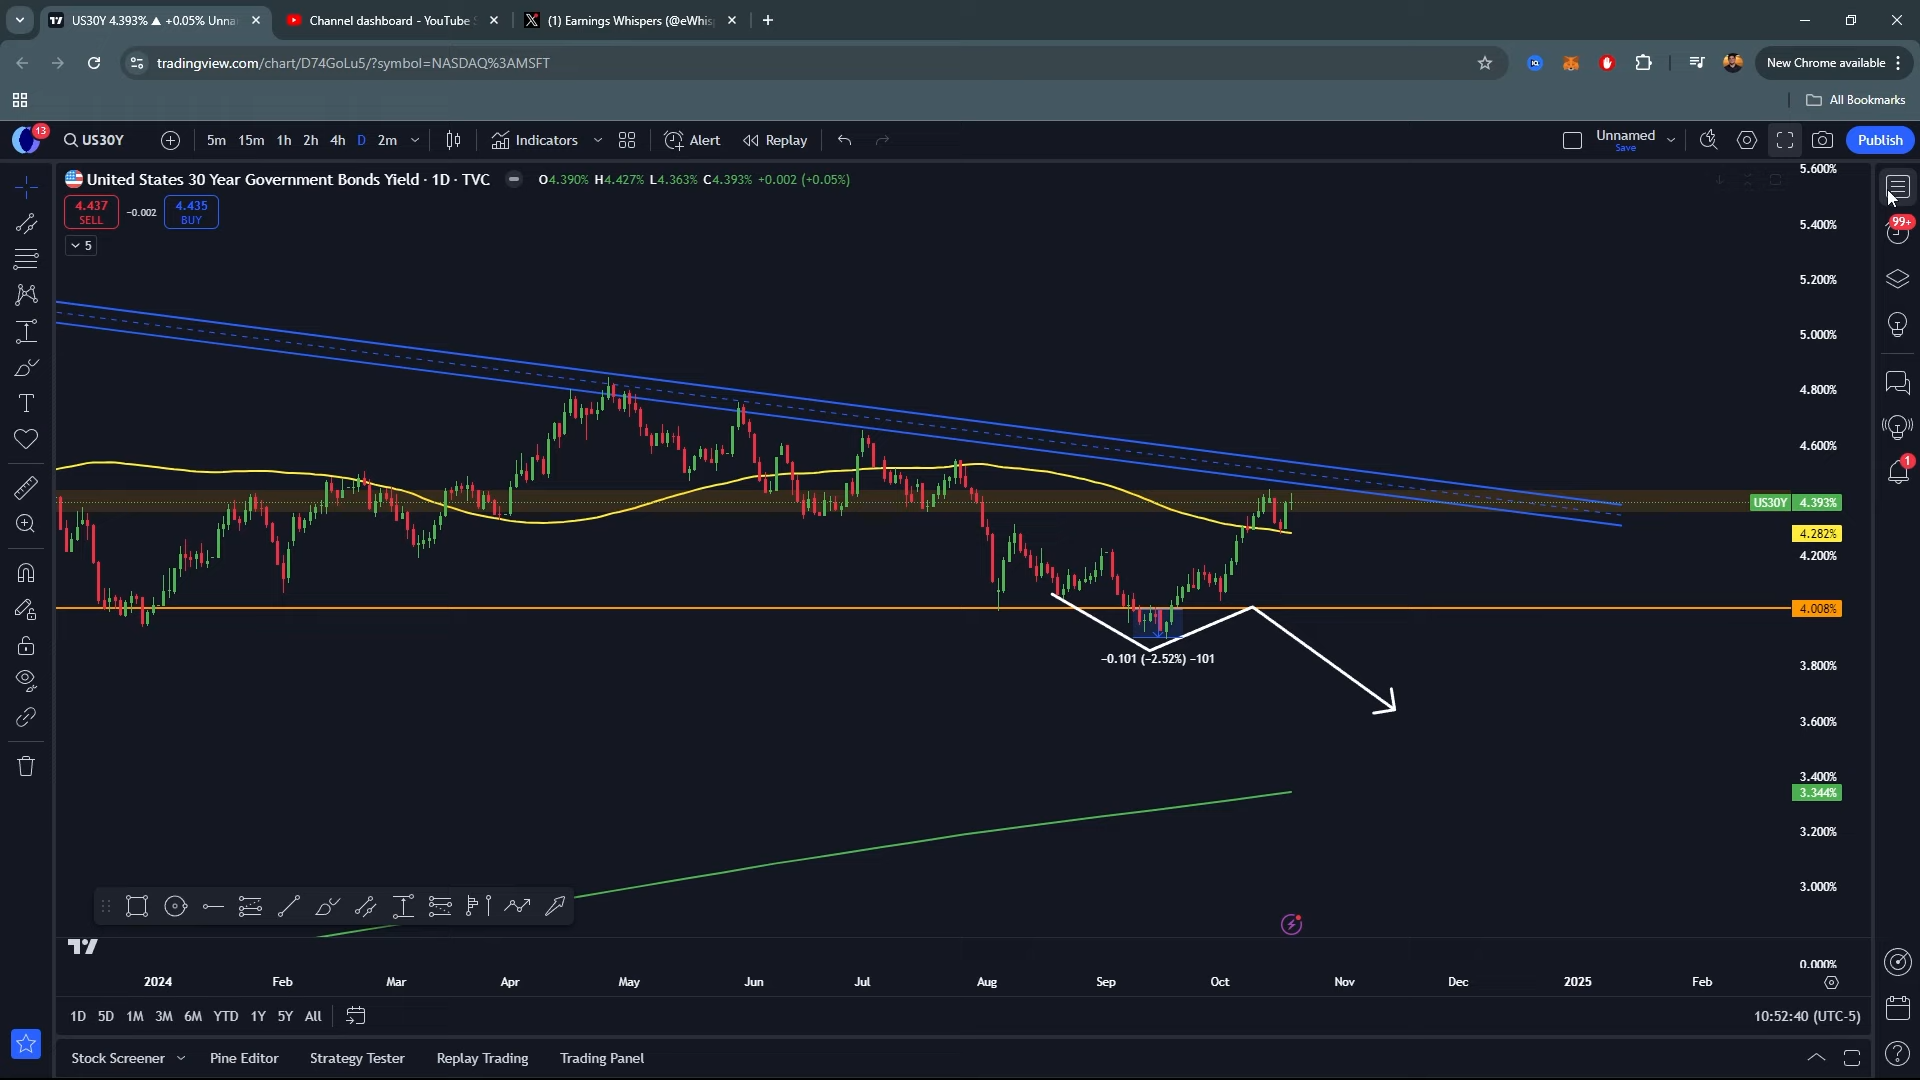 US30Y 4.393% ▲ +0.05% Unna
Channel dashboard - YouTube S
(1) Earnings Whispers (@eWhis
tradingview.com/chart/D74GoLu5/?symbol=NASDAQ%3AMSFT
New Chrome available
All Bookmarks
13
US30Y
5m 15m 1h 2h 4h D 2m
Indicators
Alert
Replay
Unnamed
Save
Publish
United States 30 Year Government Bonds Yield · 1D · TVC
O4.390% H4.427% L4.363% C4.393% +0.002 (+0.05%)
4.437
SELL
−0.002
4.435
BUY
5
99+
1
5.600%
5.400%
5.200%
5.000%
4.800%
4.600%
US30Y 4.393%
4.282%
4.200%
4.008%
−0.101 (−2.52%) −101
3.800%
3.600%
3.400%
3.344%
3.200%
3.000%
0.000%
2024 Feb Mar Apr May Jun Jul Aug Sep Oct Nov Dec 2025 Feb
1D 5D 1M 3M 6M YTD 1Y 5Y All
10:52:40 (UTC-5)
Stock Screener Pine Editor Strategy Tester Replay Trading Trading Panel